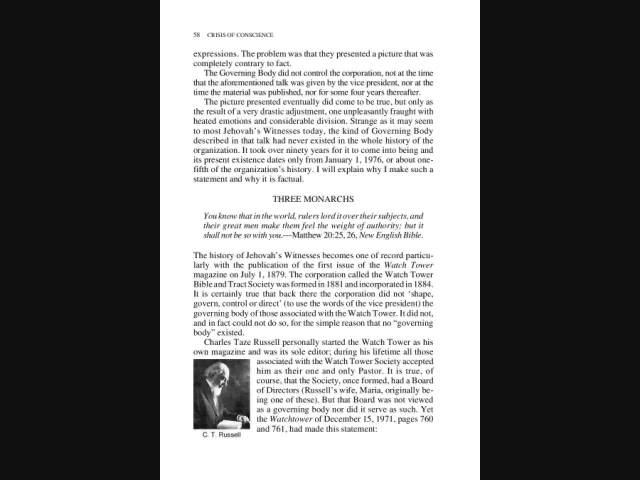 58 CRISIS OF CONSCIENCE
expressions. The problem was that they presented a picture that was
completely contrary to fact.
The Governing Body did not control the corporation, not at the time
that the aforementioned talk was given by the vice president, nor at the
time the material was published, nor for some four years thereafter.
The picture presented eventually did come to be true, but only as
the result of a very drastic adjustment, one unpleasantly fraught with
heated emotions and considerable division. Strange as it may seem
to most Jehovah's Witnesses today, the kind of Governing Body
described in that talk had never existed in the whole history of the
organization. It took over ninety years for it to come into being and
its present existence dates only from January 1, 1976, or about one-
fifth of the organization's history. I will explain why I make such a
statement and why it is factual.
THREE MONARCHS
You know that in the world, rulers lord it over their subjects, and
their great men make them feel the weight of authority; but it
shall not be so with you.—Matthew 20:25, 26, New English Bible.
The history of Jehovah's Witnesses becomes one of record particu-
larly with the publication of the first issue of the Watch Tower
magazine on July 1, 1879. The corporation called the Watch Tower
Bible and Tract Society was formed in 1881 and incorporated in 1884.
It is certainly true that back there the corporation did not 'shape,
govern, control or direct' (to use the words of the vice president) the
governing body of those associated with the Watch Tower. It did not,
and in fact could not do so, for the simple reason that no "governing
body" existed.
Charles Taze Russell personally started the Watch Tower as his
own magazine and was its sole editor; during his lifetime all those
associated with the Watch Tower Society accepted
him as their one and only Pastor. It is true, of
course, that the Society, once formed, had a Board
of Directors (Russell's wife, Maria, originally be-
ing one of these). But that Board was not viewed
as a governing body nor did it serve as such. Yet
the Watchtower of December 15, 1971, pages 760
and 761, had made this statement:
C. T. Russell